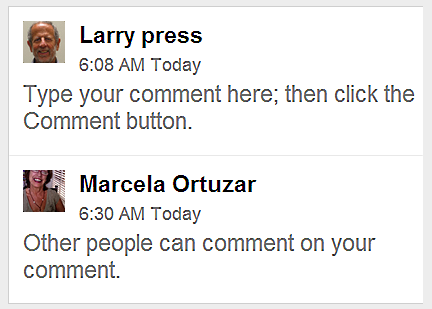 Larry press
6:08 AM Today
Type your comment here; then click the
Comment button.
Marcela Ortuzar
6:30 AM Today
Other people can comment on your
comment.